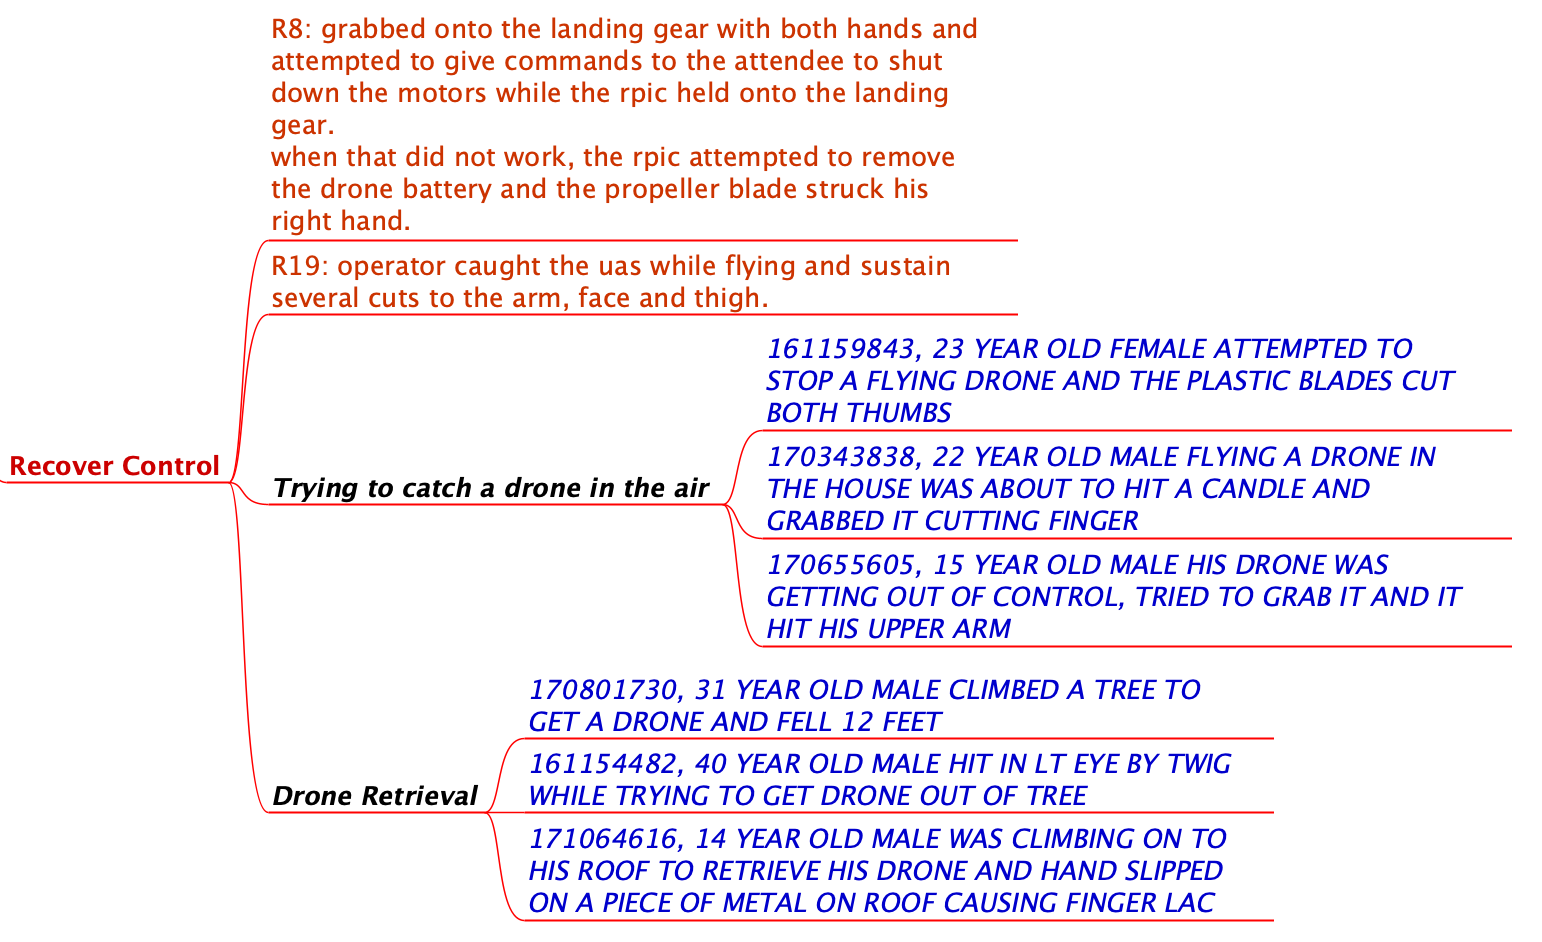 R8: grabbed onto the landing gear with both hands and
attempted to give commands to the attendee to shut
down the motors while the rpic held onto the landing
gear.
when that did not work, the rpic attempted to remove
the drone battery and the propeller blade struck his
right hand.
R19: operator caught the uas while flying and sustain
several cuts to the arm, face and thigh.
Recover Control
Trying to catch a drone in the air
161159843, 23 YEAR OLD FEMALE ATTEMPTED TO
STOP A FLYING DRONE AND THE PLASTIC BLADES CUT
BOTH THUMBS
170343838, 22 YEAR OLD MALE FLYING A DRONE IN
THE HOUSE WAS ABOUT TO HIT A CANDLE AND
GRABBED IT CUTTING FINGER
170655605, 15 YEAR OLD MALE HIS DRONE WAS
GETTING OUT OF CONTROL, TRIED TO GRAB IT AND IT
HIT HIS UPPER ARM
Drone Retrieval
170801730, 31 YEAR OLD MALE CLIMBED A TREE TO
GET A DRONE AND FELL 12 FEET
161154482, 40 YEAR OLD MALE HIT IN LT EYE BY TWIG
WHILE TRYING TO GET DRONE OUT OF TREE
171064616, 14 YEAR OLD MALE WAS CLIMBING ON TO
HIS ROOF TO RETRIEVE HIS DRONE AND HAND SLIPPED
ON A PIECE OF METAL ON ROOF CAUSING FINGER LAC